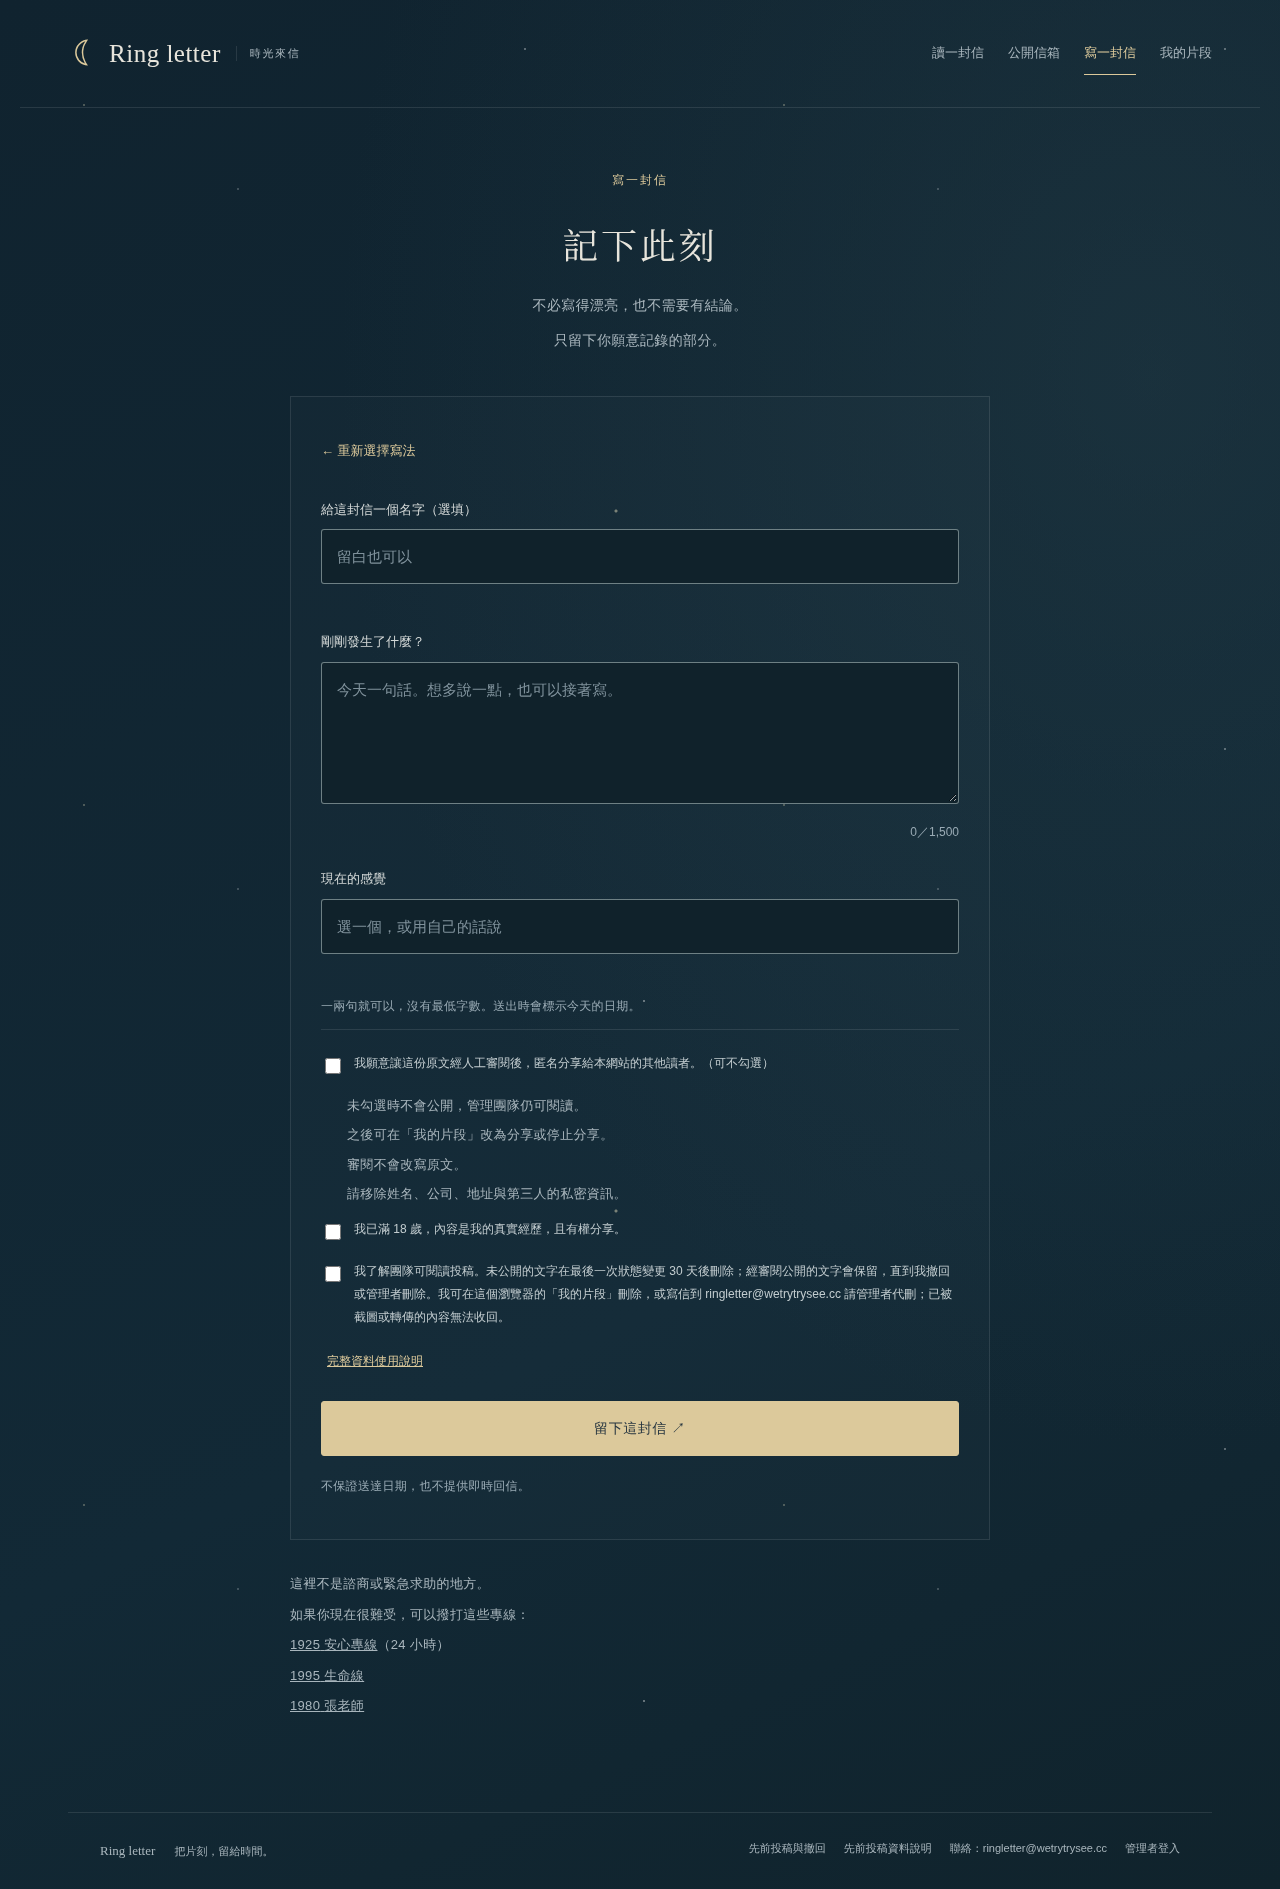 Ring letter 時光來信
讀一封信 公開信箱 寫一封信 我的片段
寫一封信
記下此刻
不必寫得漂亮，也不需要有結論。
只留下你願意記錄的部分。
← 重新選擇寫法
給這封信一個名字（選填）
留白也可以
剛剛發生了什麼？
今天一句話。想多說一點，也可以接著寫。
0／1,500
現在的感覺
選一個，或用自己的話說
一兩句就可以，沒有最低字數。送出時會標示今天的日期。
我願意讓這份原文經人工審閱後，匿名分享給本網站的其他讀者。（可不勾選）
未勾選時不會公開，管理團隊仍可閱讀。
之後可在「我的片段」改為分享或停止分享。
審閱不會改寫原文。
請移除姓名、公司、地址與第三人的私密資訊。
我已滿 18 歲，內容是我的真實經歷，且有權分享。
我了解團隊可閱讀投稿。未公開的文字在最後一次狀態變更 30 天後刪除；經審閱公開的文字會保留，直到我撤回
或管理者刪除。我可在這個瀏覽器的「我的片段」刪除，或寫信到 ringletter@wetrytrysee.cc 請管理者代刪；已被
截圖或轉傳的內容無法收回。
完整資料使用說明
留下這封信 ↗
不保證送達日期，也不提供即時回信。
這裡不是諮商或緊急求助的地方。
如果你現在很難受，可以撥打這些專線：
1925 安心專線（24 小時）
1995 生命線
1980 張老師
Ring letter 把片刻，留給時間。
先前投稿與撤回 先前投稿資料說明 聯絡：ringletter@wetrytrysee.cc 管理者登入